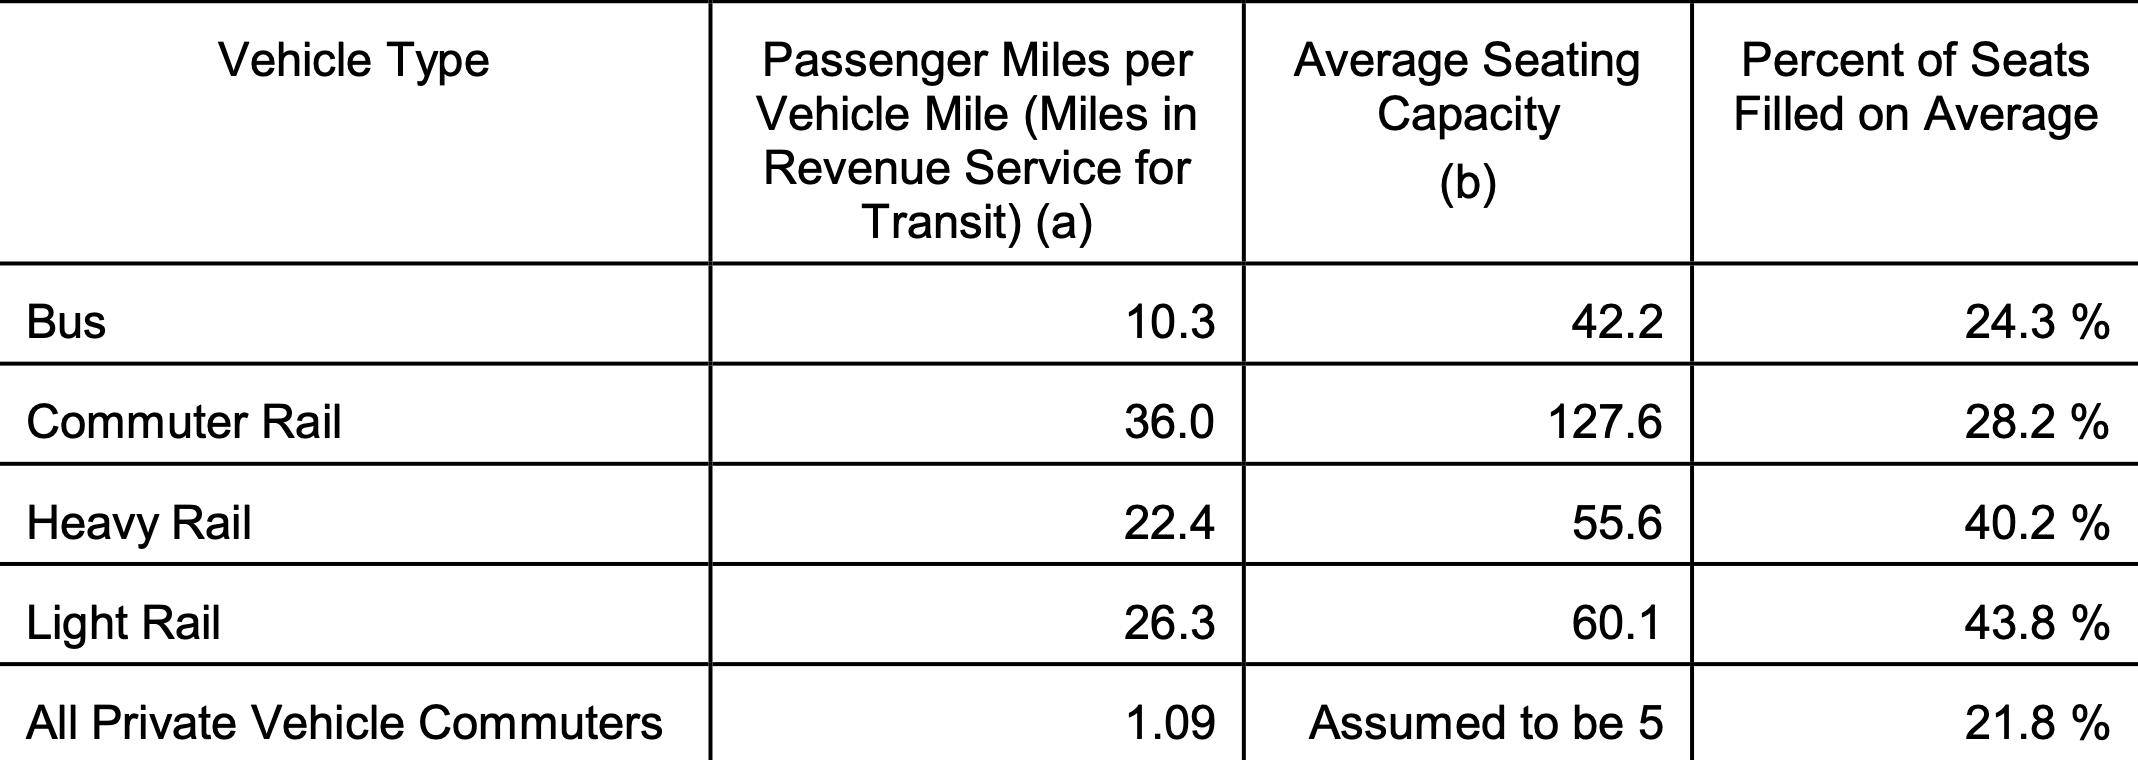 Vehicle Type
Passenger Miles per
Vehicle Mile (Miles in
Revenue Service for
Transit) (a)
Average Seating
Capacity
(b)
Percent of Seats
Filled on Average
Bus 10.3 42.2 24.3 %
Commuter Rail 36.0 127.6 28.2 %
Heavy Rail 22.4 55.6 40.2 %
Light Rail 26.3 60.1 43.8 %
All Private Vehicle Commuters 1.09 Assumed to be 5 21.8 %